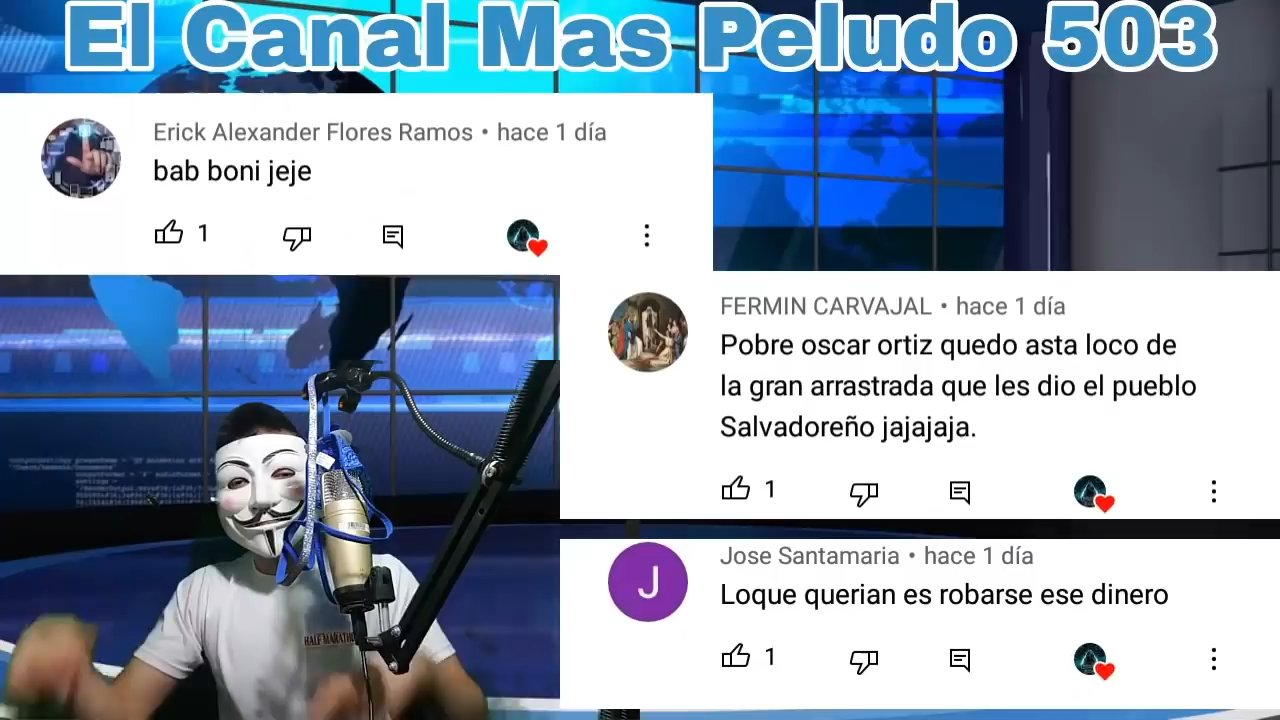 El Canal Mas Peludo 503
Erick Alexander Flores Ramos • hace 1 día
bab boni jeje
1
FERMIN CARVAJAL • hace 1 día
Pobre oscar ortiz quedo asta loco de
la gran arrastrada que les dio el pueblo
Salvadoreño jajajaja.
1
J
Jose Santamaria • hace 1 día
Loque querian es robarse ese dinero
1